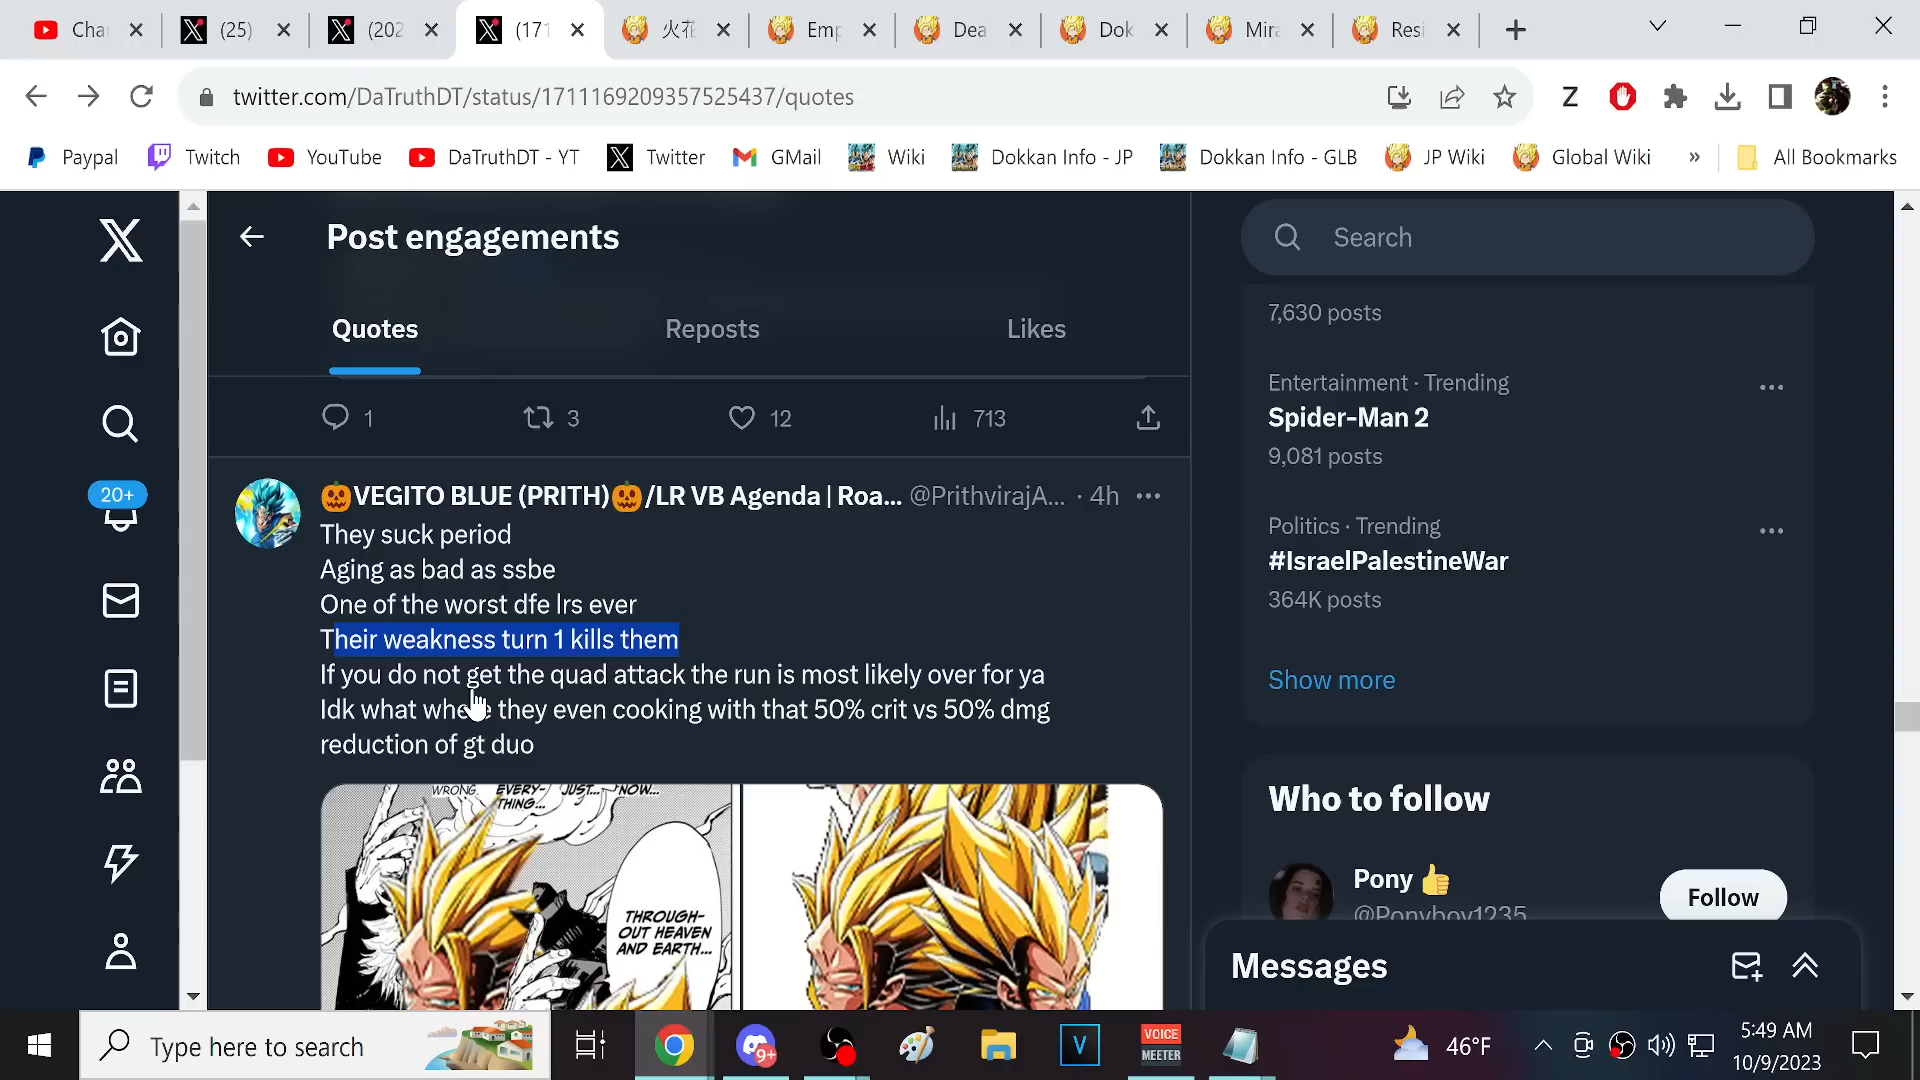 Cha
(25)
(202
(171
火花
Emp
Dea
Dok
Mira
Resi
twitter.com/DaTruthDT/status/1711169209357525437/quotes
Z
Paypal
Twitch
YouTube
DaTruthDT - YT
Twitter
GMail
Wiki
Dokkan Info - JP
Dokkan Info - GLB
JP Wiki
Global Wiki
»
All Bookmarks
Post engagements
Search
Quotes
Reposts
Likes
7,630 posts
Entertainment · Trending
Spider-Man 2
9,081 posts
Politics · Trending
#IsraelPalestineWar
364K posts
Show more
1
3
12
713
20+
🎃VEGITO BLUE (PRITH)🎃/LR VB Agenda | Roa... @PrithvirajA... · 4h
They suck period
Aging as bad as ssbe
One of the worst dfe lrs ever
Their weakness turn 1 kills them
If you do not get the quad attack the run is most likely over for ya
Idk what where they even cooking with that 50% crit vs 50% dmg
reduction of gt duo
WRONG. EVERY- JUST... NOW...
THING...
THROUGH-
OUT HEAVEN
AND EARTH...
Who to follow
Pony 👍
@Ponyboy1235
Follow
Messages
Type here to search
9+
V
VOICE
MEETER
46°F
5:49 AM
10/9/2023